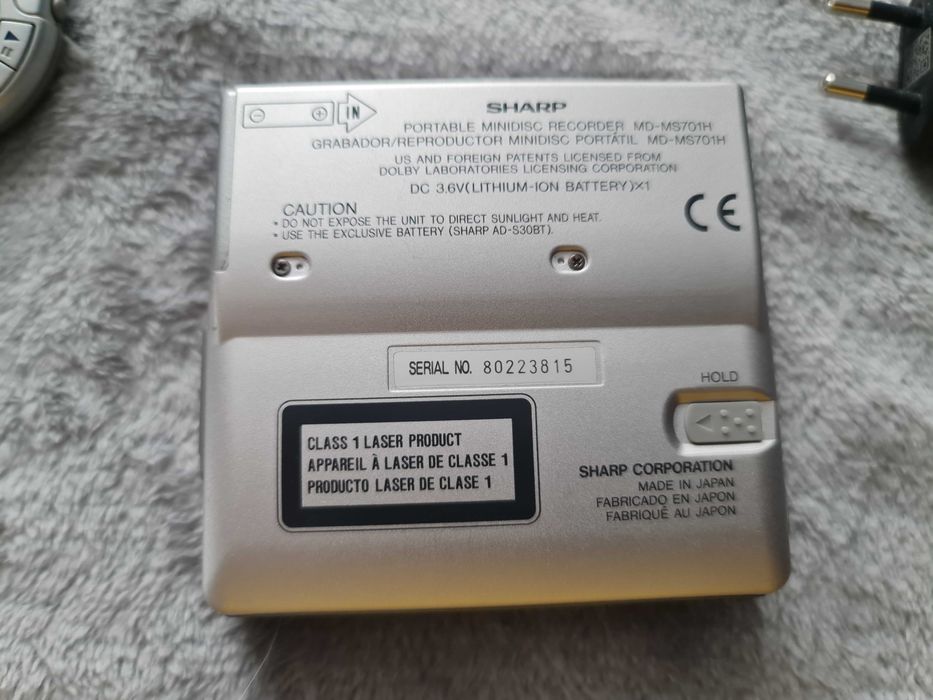 IN
SHARP
PORTABLE MINIDISC RECORDER MD-MS701H
GRABADOR/REPRODUCTOR MINIDISC PORTÁTIL MD-MS701H
US AND FOREIGN PATENTS LICENSED FROM
DOLBY LABORATORIES LICENSING CORPORATION
DC 3.6V(LITHIUM-ION BATTERY)×1
CAUTION
• DO NOT EXPOSE THE UNIT TO DIRECT SUNLIGHT AND HEAT.
• USE THE EXCLUSIVE BATTERY (SHARP AD-S30BT).
CE
SERIAL NO. 80223815
HOLD
CLASS 1 LASER PRODUCT
APPAREIL À LASER DE CLASSE 1
PRODUCTO LASER DE CLASE 1
SHARP CORPORATION
MADE IN JAPAN
FABRICADO EN JAPON
FABRIQUÉ AU JAPON